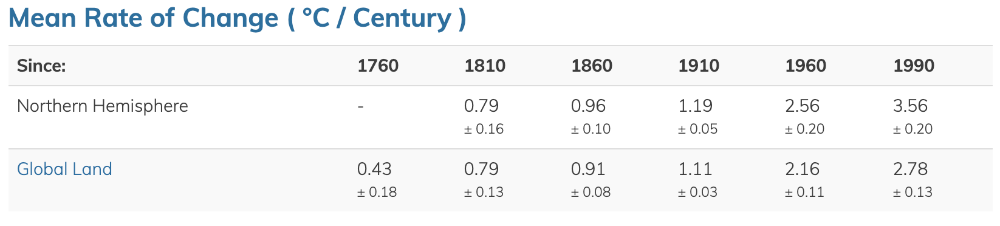 Mean Rate of Change ( °C / Century )
Since: 1760 1810 1860 1910 1960 1990
Northern Hemisphere - 0.79 0.96 1.19 2.56 3.56
± 0.16 ± 0.10 ± 0.05 ± 0.20 ± 0.20
Global Land 0.43 0.79 0.91 1.11 2.16 2.78
± 0.18 ± 0.13 ± 0.08 ± 0.03 ± 0.11 ± 0.13